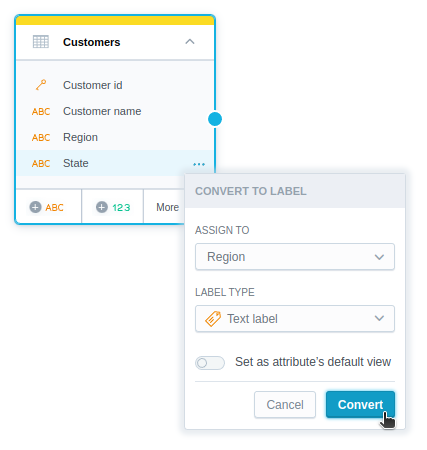 Customers
Customer id
ABC Customer name
ABC Region
ABC State ...
+ ABC + 123 More
CONVERT TO LABEL
ASSIGN TO
Region
LABEL TYPE
Text label
Set as attribute's default view
Cancel Convert